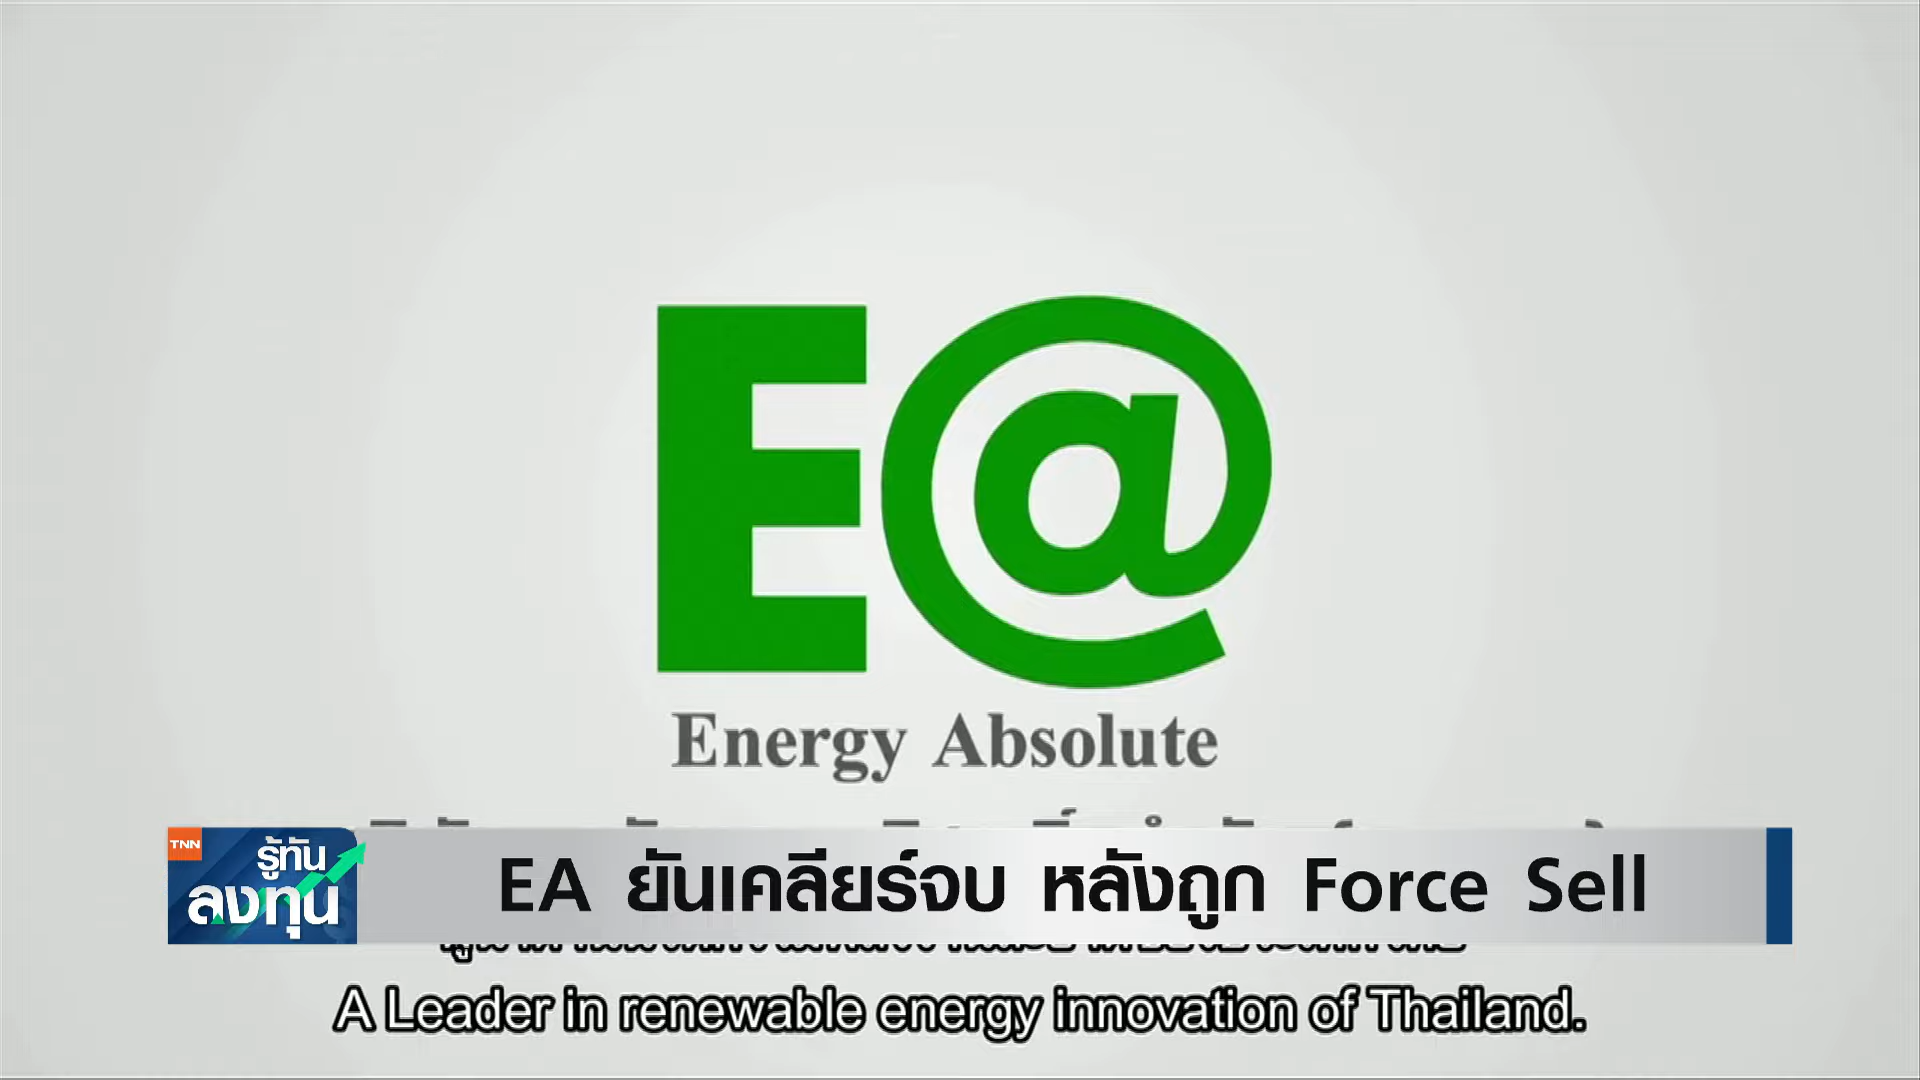 E@
Energy Absolute
TNN
รู้ทัน
ลงทุน
EA ยันเคลียร์จบ หลังถูก Force Sell
A Leader in renewable energy innovation of Thailand.